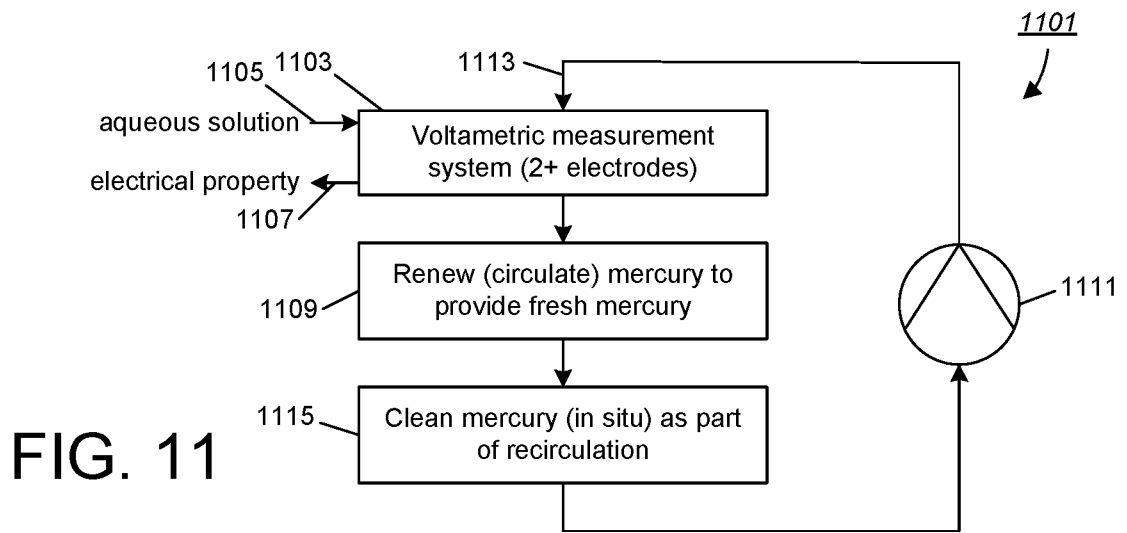 1101
1113
1103
1105
aqueous solution
Voltametric measurement
system (2+ electrodes)
electrical property
1107
Renew (circulate) mercury to
provide fresh mercury
1109
1111
Clean mercury (in situ) as part
of recirculation
1115
FIG. 11